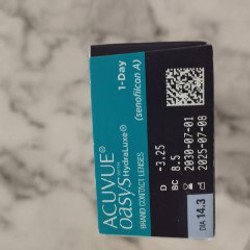 ACUVUE®
OASYS® HydraLuxe®
BRAND CONTACT LENSES
1-Day
(senofilcon A)
D -3.25
BC 8.5
2030-07-01
2025-07-08
DIA 14.3